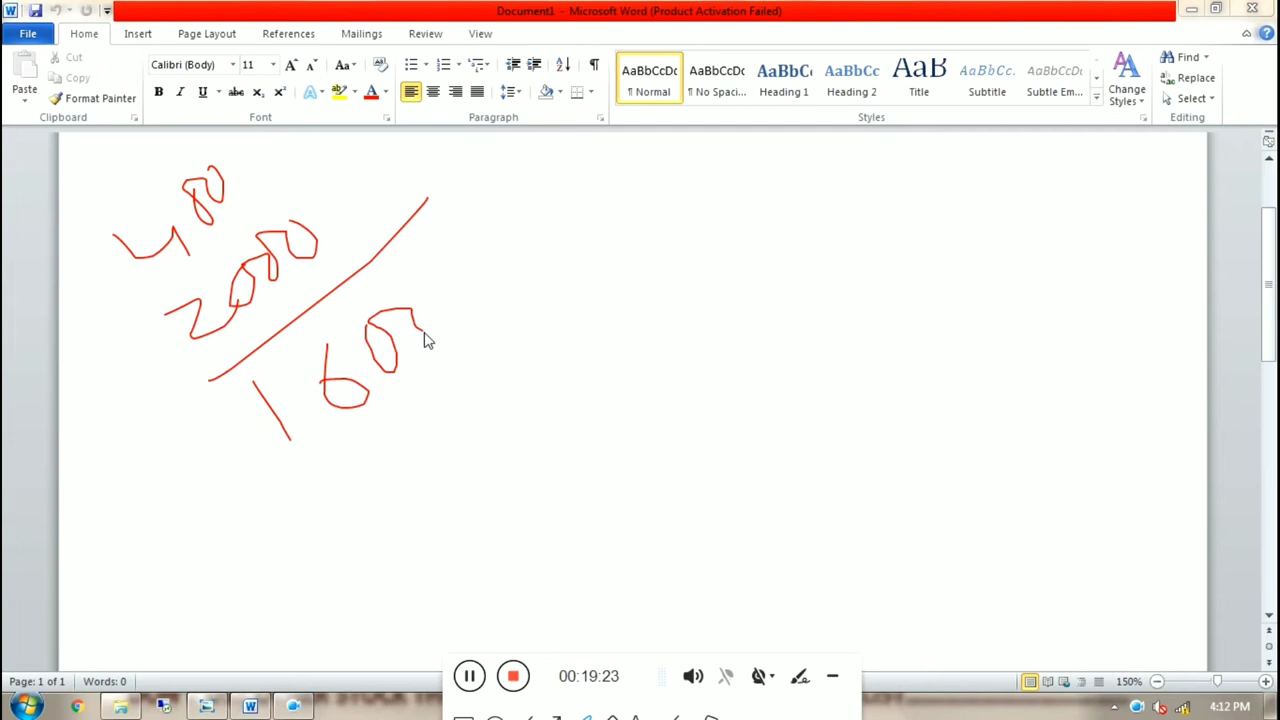 Document1 - Microsoft Word (Product Activation Failed)
File Home Insert Page Layout References Mailings Review View
Paste
Cut
Copy
Format Painter
Clipboard
Calibri (Body) 11
Font
Paragraph
AaBbCcDc AaBbCcDc AaBbC AaBbCc AaB AaBbCc. AaBbCcDc
¶ Normal ¶ No Spaci... Heading 1 Heading 2 Title Subtitle Subtle Em...
Styles
Change Styles
Find
Replace
Select
Editing
400
2000
160
00:19:23
Page: 1 of 1 Words: 0
150%
4:12 PM